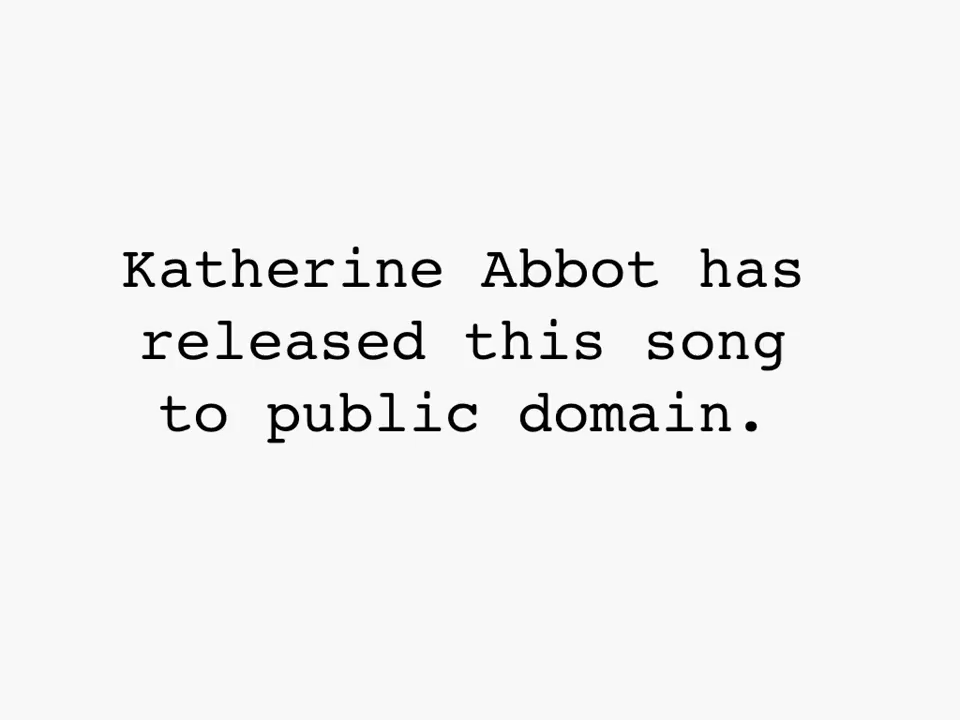 Katherine Abbot has
released this song
to public domain.